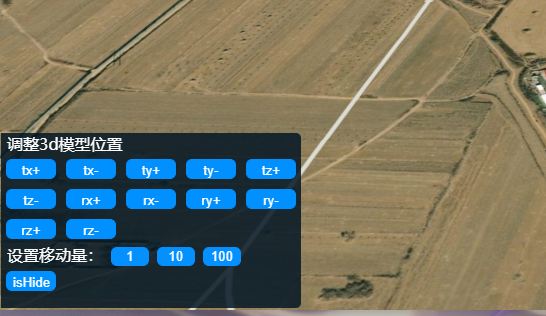 调整3d模型位置
tx+ tx- ty+ ty- tz+
tz- rx+ rx- ry+ ry-
rz+ rz-
设置移动量： 1 10 100
isHide